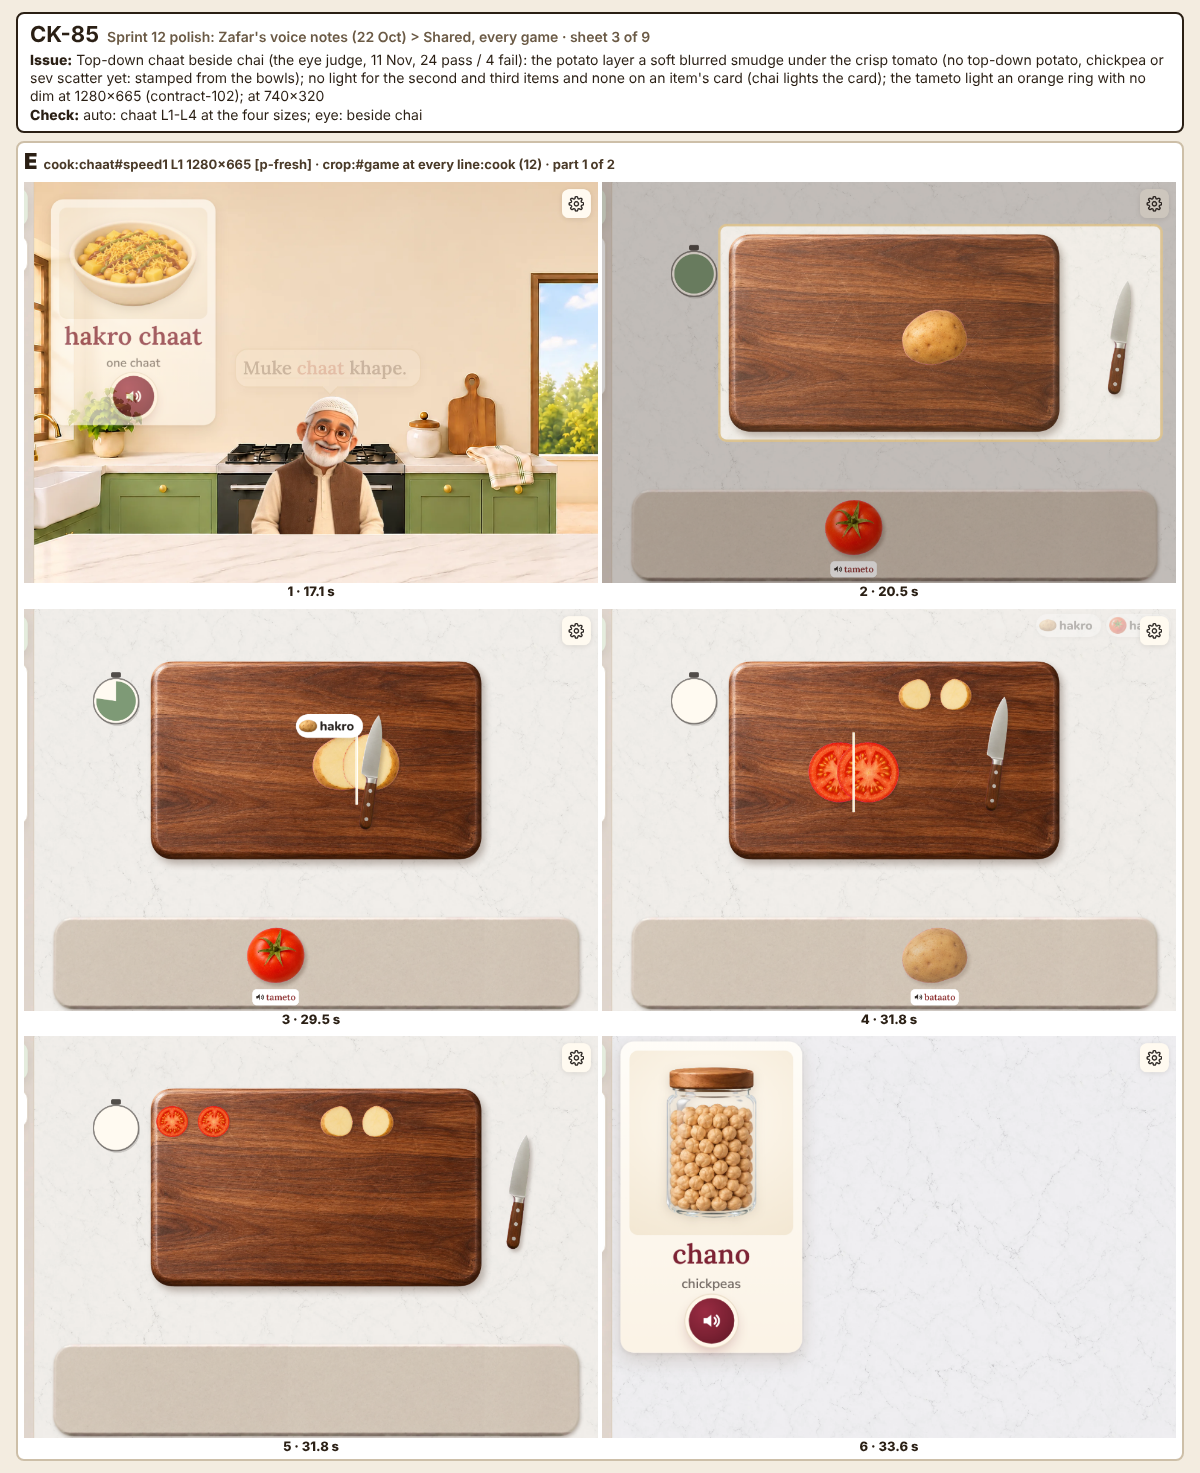 CK-85 Sprint 12 polish: Zafar's voice notes (22 Oct) > Shared, every game · sheet 3 of 9
Issue: Top-down chaat beside chai (the eye judge, 11 Nov, 24 pass / 4 fail): the potato layer a soft blurred smudge under the crisp tomato (no top-down potato, chickpea or
sev scatter yet: stamped from the bowls); no light for the second and third items and none on an item's card (chai lights the card); the tameto light an orange ring with no
dim at 1280×665 (contract-102); at 740×320
Check: auto: chaat L1-L4 at the four sizes; eye: beside chai
E cook:chaat#speed1 L1 1280×665 [p-fresh] · crop:#game at every line:cook (12) · part 1 of 2
hakro chaat
one chaat
Muke chaat khape.
1 · 17.1 s
tameto
2 · 20.5 s
hakro
tameto
3 · 29.5 s
hakro
ha
bataato
4 · 31.8 s
5 · 31.8 s
chano
chickpeas
6 · 33.6 s